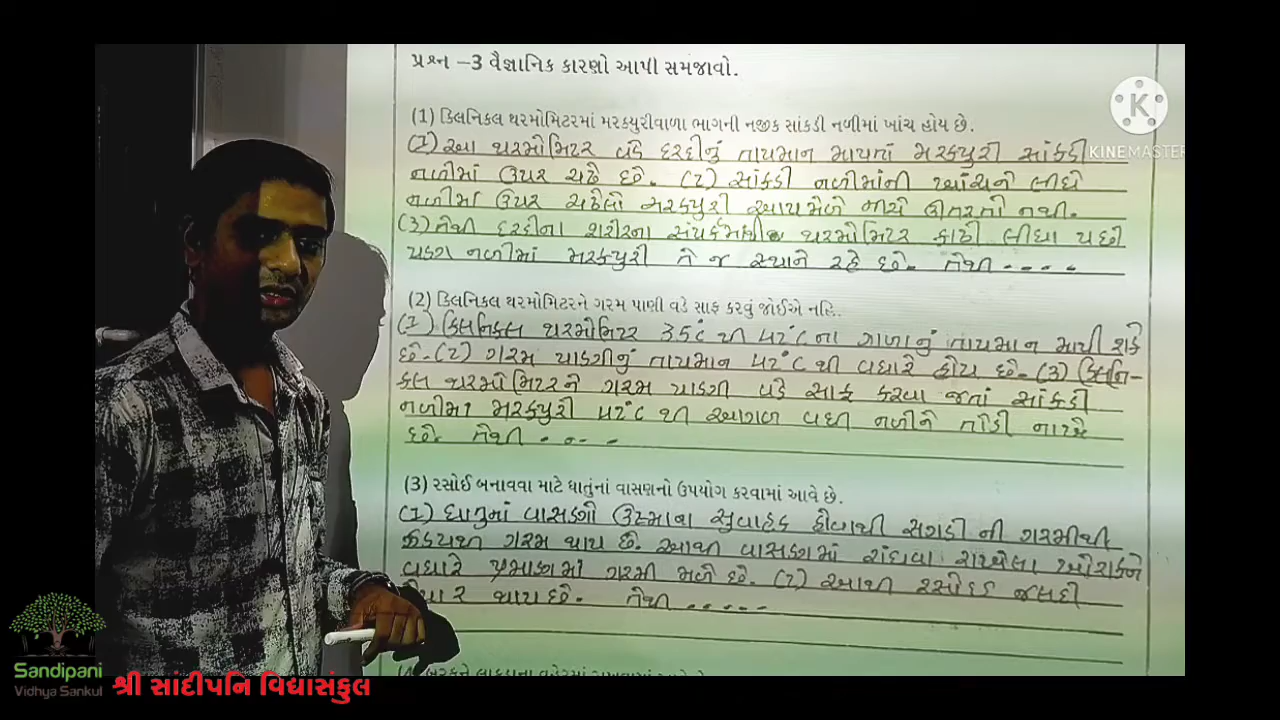 પ્રશ્ન –3 વૈજ્ઞાનિક કારણો આપી સમજાવો.
(1) ક્લિનિકલ થરમોમિટરમાં મરક્યુરીવાળા ભાગની નજીક સાંકડી નળીમાં ખાંચ હોય છે.
(1) આ થરમોમિટર વડે દરદીનું તાપમાન માપતાં મરક્યુરી સાંકડી
નળીમાં ઉપર ચઢે છે. (2) સાંકડી નળીમાંની ખાંચને લીધે
નળીમાં ઉપર ચઢેલો મરક્યુરી આપમેળે નીચે ઊતરતો નથી.
(3) તેથી દરદીના શરીરના સંપર્કમાંથી થરમોમિટર કાઢી લીધા પછી
પણ નળીમાં મરક્યુરી તે જ સ્થાને રહે છે. તેથી ----
(2) ક્લિનિકલ થરમોમિટરને ગરમ પાણી વડે સાફ કરવું જોઈએ નહિ.
(1) ક્લિનિકલ થરમોમિટર 35°C થી 42°C ના ગાળાનું તાપમાન માપી શકે
છે. (2) ગરમ પાણીનું તાપમાન 42°C થી વધારે હોય છે. (3) ક્લિનિ-
કલ થરમોમિટરને ગરમ પાણી વડે સાફ કરવા જતાં સાંકડી
નળીમાં મરક્યુરી 42°C થી આગળ વધી નળીને તોડી નાખે
છે. તેથી ----
(3) રસોઈ બનાવવા માટે ધાતુનાં વાસણનો ઉપયોગ કરવામાં આવે છે.
(1) ધાતુનાં વાસણો ઉષ્માના સુવાહક હોવાથી સગડી ની ગરમીથી
ઝડપથી ગરમ થાય છે. આથી વાસણમાં રાંધવા રાખેલા ખોરાકને
વધારે પ્રમાણમાં ગરમી મળે છે. (2) આથી રસોઈ જલદી
તૈયાર થાય છે. તેથી -----
K
KINEMASTER
Sandipani
Vidhya Sankul
શ્રી સાંદીપનિ વિદ્યાસંકુલ